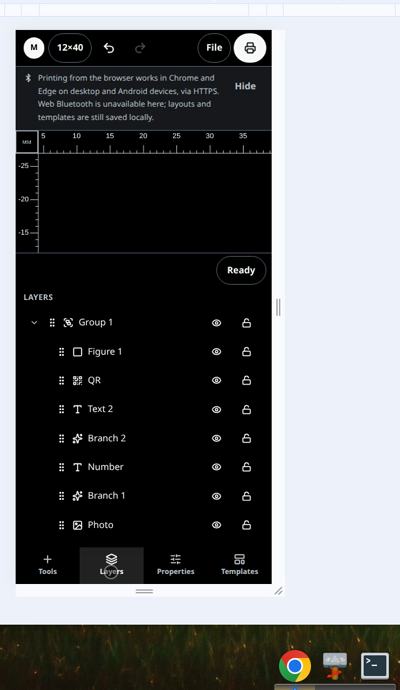 M
12×40
File
Printing from the browser works in Chrome and
Edge on desktop and Android devices, via HTTPS.
Web Bluetooth is unavailable here; layouts and
templates are still saved locally.
Hide
MM
5 10 15 20 25 30 35
-25
-20
-15
Ready
LAYERS
Group 1
Figure 1
QR
Text 2
Branch 2
Number
Branch 1
Photo
Tools
Layers
Properties
Templates